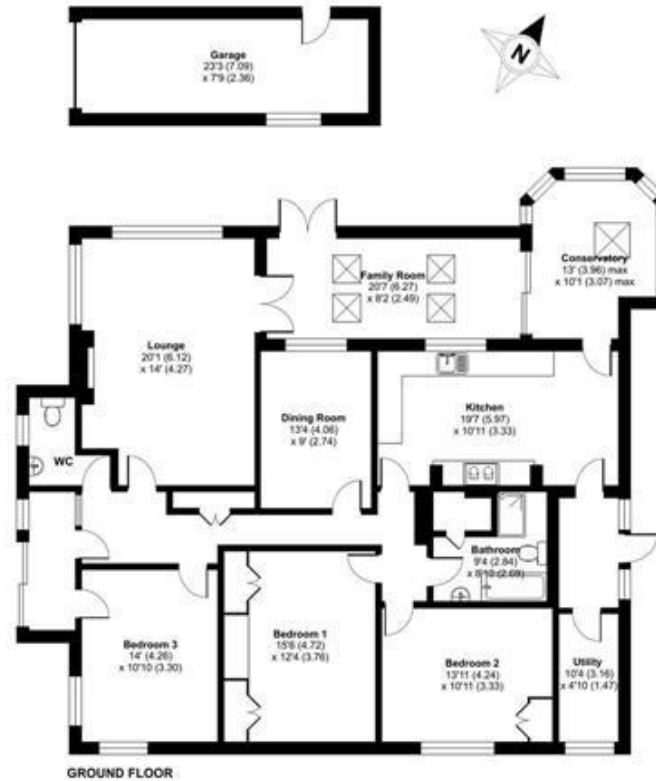 Garage
23'3 (7.09)
x 7'9 (2.36)
N
Conservatory
13' (3.96) max
x 10'1 (3.07) max
Family Room
20'7 (6.27)
x 8'2 (2.49)
Lounge
20'1 (6.12)
x 14' (4.27)
Kitchen
19'7 (5.97)
x 10'11 (3.33)
Dining Room
13'4 (4.06)
x 9' (2.74)
WC
Bathroom
9'4 (2.84)
x 8'10 (2.69)
Bedroom 3
14' (4.26)
x 10'10 (3.30)
Bedroom 1
15'6 (4.72)
x 12'4 (3.76)
Bedroom 2
13'11 (4.24)
x 10'11 (3.33)
Utility
10'4 (3.16)
x 4'10 (1.47)
GROUND FLOOR